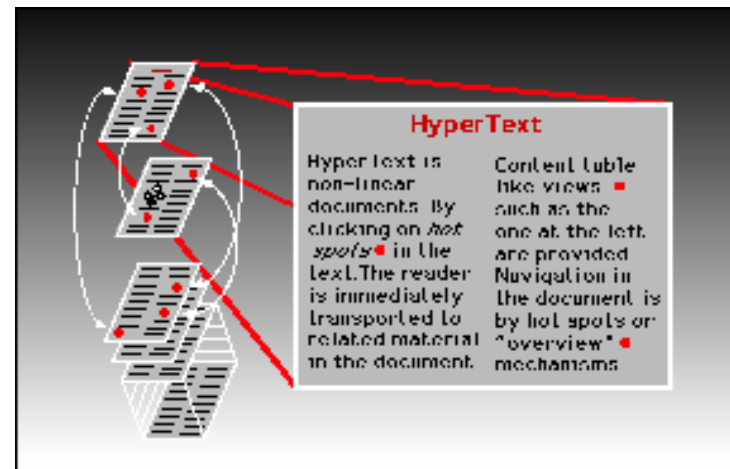 HyperText
HyperText is
non-linear
documents. By
clicking on hot
spots in the
text. The reader
is immediately
transported to
related material
in the document
Content table
like views
such as the
one at the left
are provided
Navigation in
the document is
by hot spots or
"overview"
mechanisms